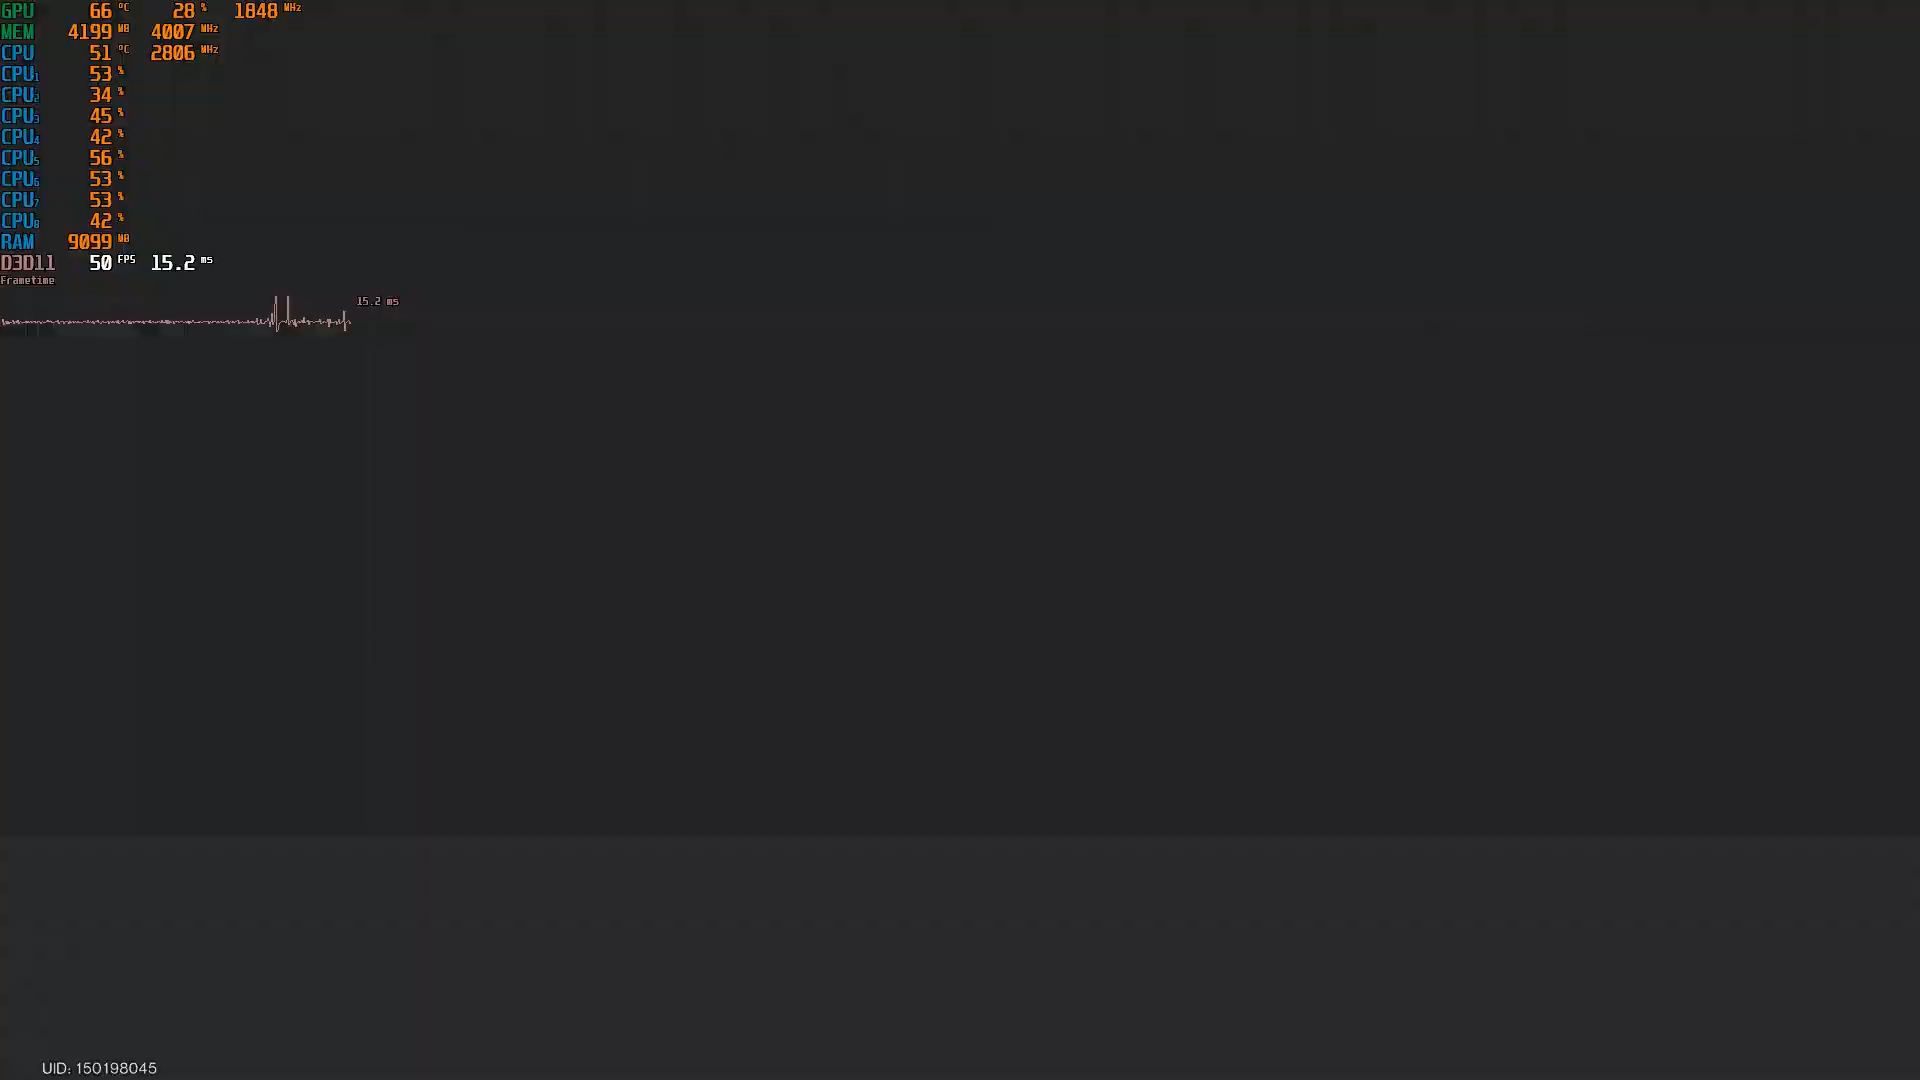 GPU 66 °C 28 % 1848 MHz
MEM 4199 MB 4007 MHz
CPU 51 °C 2806 MHz
CPU1 53 %
CPU2 34 %
CPU3 45 %
CPU4 42 %
CPU5 56 %
CPU6 53 %
CPU7 53 %
CPU8 42 %
RAM 9099 MB
D3D11 50 FPS 15.2 ms
Frametime
15.2 ms
UID: 150198045